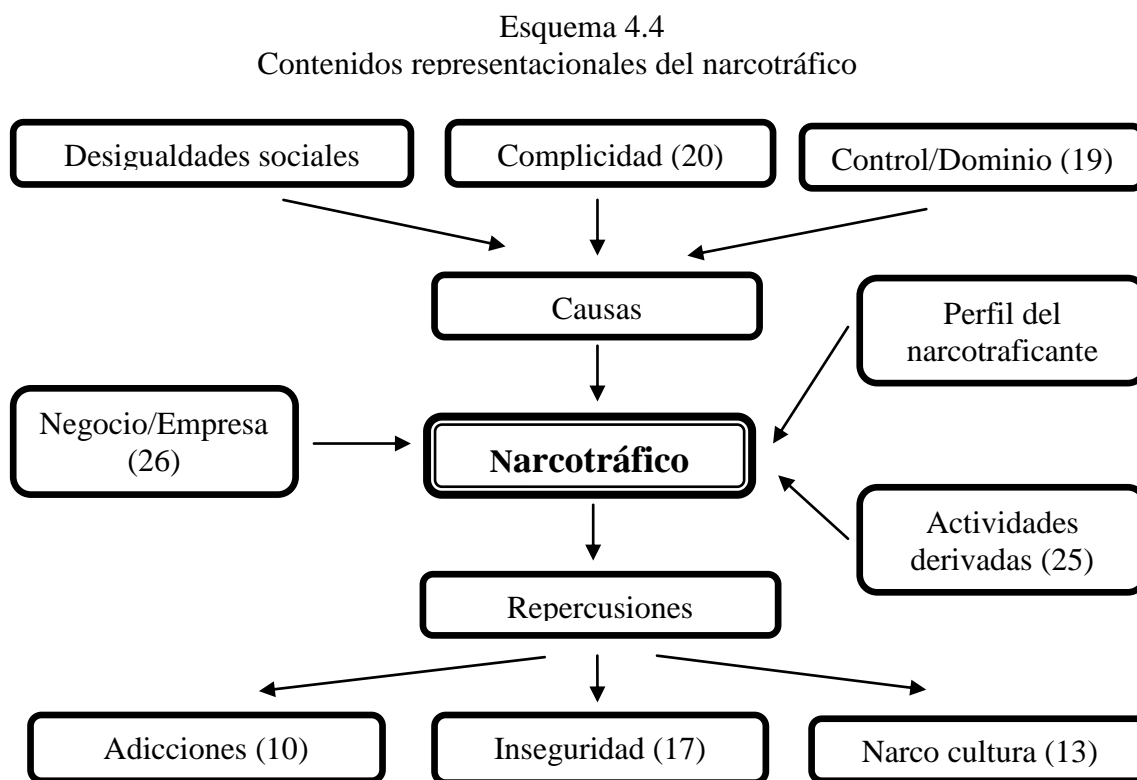 Esquema 4.4
Contenidos representacionales del narcotráfico
Desigualdades sociales
Complicidad (20)
Control/Dominio (19)
Causas
Perfil del
narcotraficante
Negocio/Empresa
(26)
Narcotráfico
Actividades
derivadas (25)
Repercusiones
Adicciones (10)
Inseguridad (17)
Narco cultura (13)